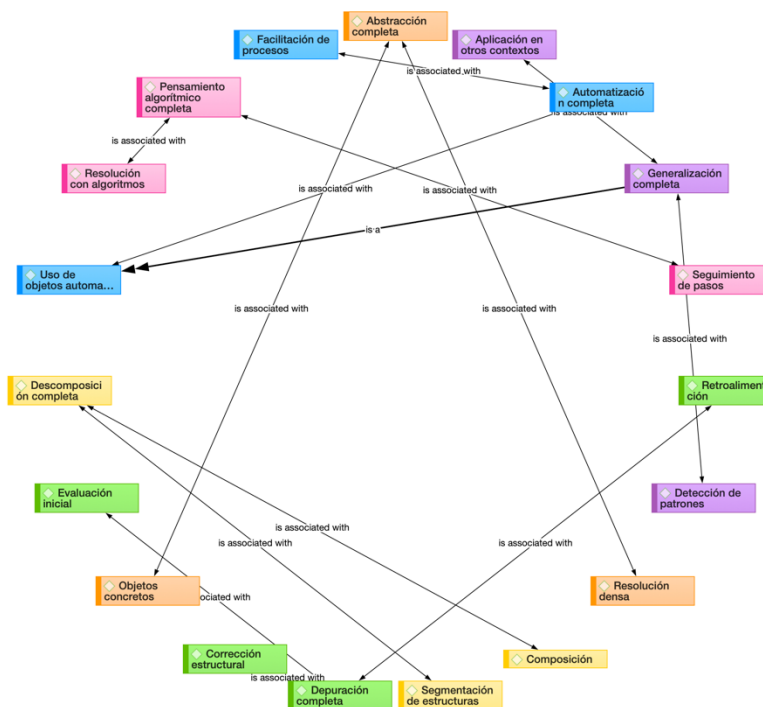 Abstracción
completa
Facilitación de
procesos
Aplicación en
otros contextos
is associated with
Pensamiento
algorítmico
completa
Automatizació
n completa
is associated with
is associated with
Resolución
con algoritmos
Generalización
completa
is associated with
is associated with
is a
Uso de
objetos automa...
Seguimiento
de pasos
is associated with
is associated with
is associated with
Descomposici
ón completa
Retroalimenta
ción
Evaluación
inicial
Detección de
patrones
is associated with
is associated with
is associated with
Objetos
concretos
ociated with
Resolución
densa
Corrección
estructural
Composición
is associated with
Depuración
completa
Segmentación
de estructuras